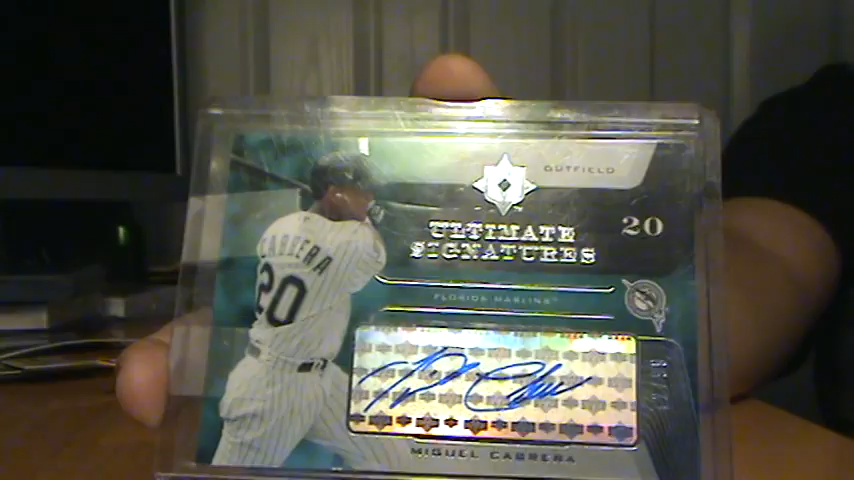 OUTFIELD
ULTIMATE
SIGNATURES
20
CABRERA
20
FLORIDA MARLINS
MIGUEL CABRERA